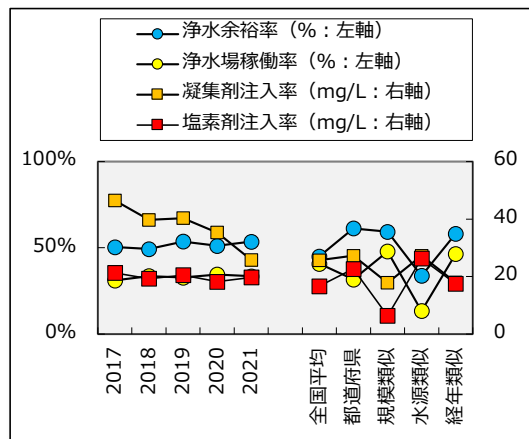 浄水余裕率（%：左軸）
浄水場稼働率（%：左軸）
凝集剤注入率（mg/L：右軸）
塩素剤注入率（mg/L：右軸）
100%
60
40
50%
20
0%
0
2017
2018
2019
2020
2021
全国平均
都道府県
規模類似
水源類似
経年類似